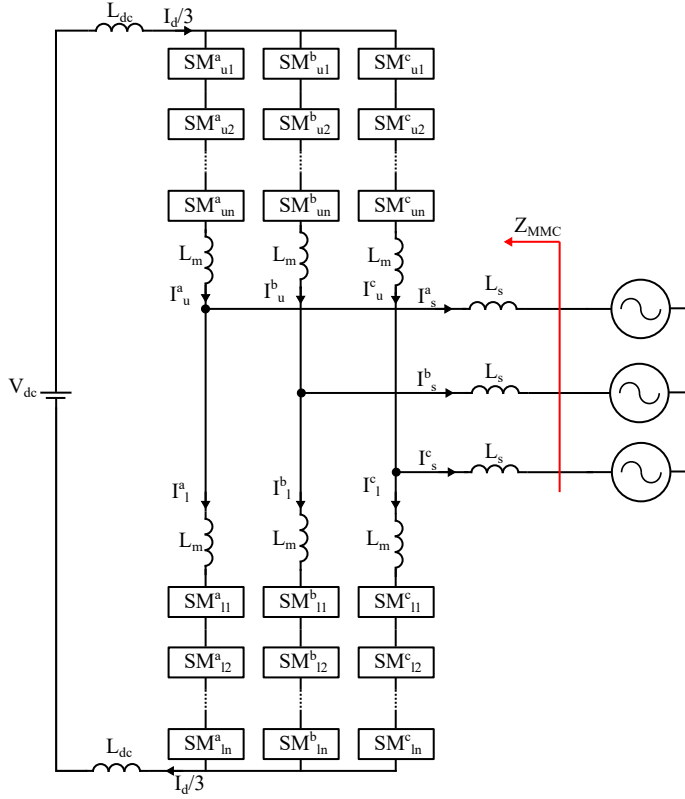 L_dc I_d/3
SM^a_u1 SM^b_u1 SM^c_u1
SM^a_u2 SM^b_u2 SM^c_u2
SM^a_un SM^b_un SM^c_un
Z_MMC
L_m L_m L_m
I^a_u I^b_u I^c_u I^a_s L_s
V_dc
I^b_s L_s
I^c_s L_s
I^a_l I^b_l I^c_l
L_m L_m L_m
SM^a_l1 SM^b_l1 SM^c_l1
SM^a_l2 SM^b_l2 SM^c_l2
SM^a_ln SM^b_ln SM^c_ln
L_dc
I_d/3